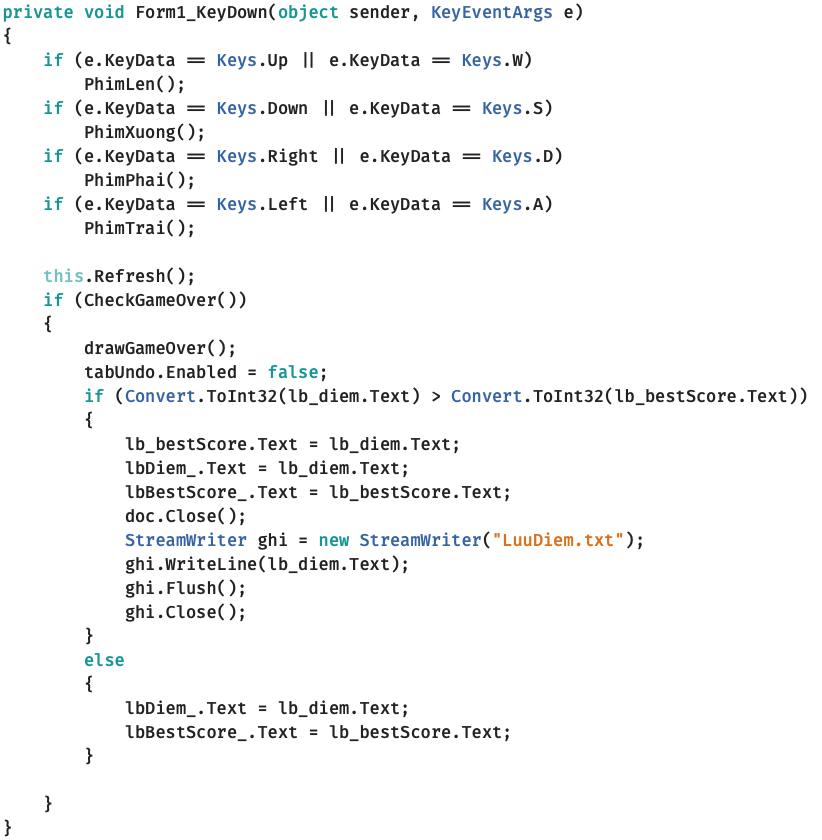 private void Form1_KeyDown(object sender, KeyEventArgs e)
{
    if (e.KeyData == Keys.Up || e.KeyData == Keys.W)
        PhimLen();
    if (e.KeyData == Keys.Down || e.KeyData == Keys.S)
        PhimXuong();
    if (e.KeyData == Keys.Right || e.KeyData == Keys.D)
        PhimPhai();
    if (e.KeyData == Keys.Left || e.KeyData == Keys.A)
        PhimTrai();

    this.Refresh();
    if (CheckGameOver())
    {
        drawGameOver();
        tabUndo.Enabled = false;
        if (Convert.ToInt32(lb_diem.Text) > Convert.ToInt32(lb_bestScore.Text))
        {
            lb_bestScore.Text = lb_diem.Text;
            lbDiem_.Text = lb_diem.Text;
            lbBestScore_.Text = lb_bestScore.Text;
            doc.Close();
            StreamWriter ghi = new StreamWriter("LuuDiem.txt");
            ghi.WriteLine(lb_diem.Text);
            ghi.Flush();
            ghi.Close();
        }
        else
        {
            lbDiem_.Text = lb_diem.Text;
            lbBestScore_.Text = lb_bestScore.Text;
        }

    }
}